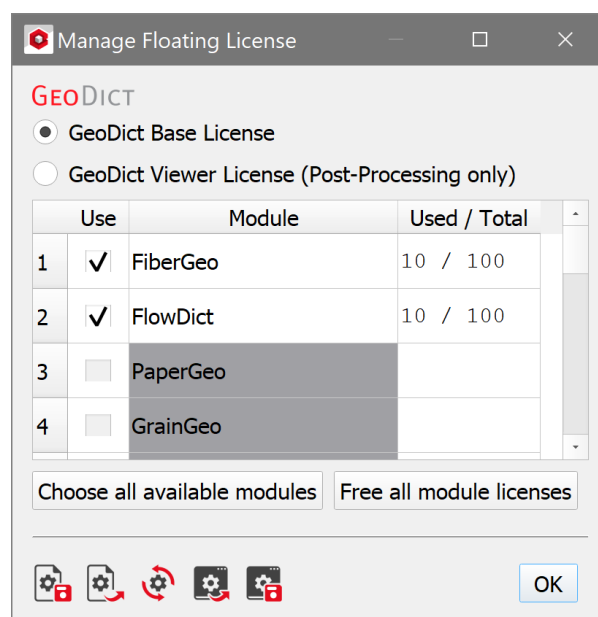 Manage Floating License
GEODICT
GeoDict Base License
GeoDict Viewer License (Post-Processing only)
Use Module Used / Total
1 FiberGeo 10 / 100
2 FlowDict 10 / 100
3 PaperGeo
4 GrainGeo
Choose all available modules Free all module licenses
OK